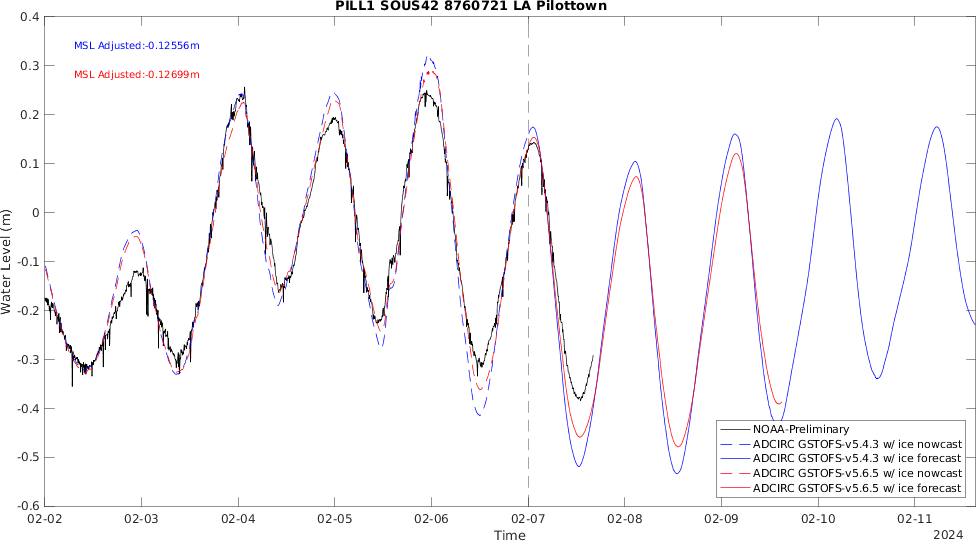 PILL1 SOUS42 8760721 LA Pilottown
MSL Adjusted:-0.12556m
MSL Adjusted:-0.12699m
Water Level (m)
0.4
0.3
0.2
0.1
0
-0.1
-0.2
-0.3
-0.4
-0.5
-0.6
NOAA-Preliminary
ADCIRC GSTOFS-v5.4.3 w/ ice nowcast
ADCIRC GSTOFS-v5.4.3 w/ ice forecast
ADCIRC GSTOFS-v5.6.5 w/ ice nowcast
ADCIRC GSTOFS-v5.6.5 w/ ice forecast
02-02 02-03 02-04 02-05 02-06 02-07 02-08 02-09 02-10 02-11
Time
2024